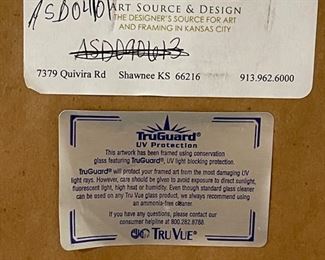 ASD0401
ART SOURCE & DESIGN
THE DESIGNER'S SOURCE FOR ART
AND FRAMING IN KANSAS CITY
ASD090613
7379 Quivira Rd Shawnee KS 66216 913.962.6000
TruGuard®
UV Protection
This artwork has been framed using conservation
glass featuring TruGuard®, UV light blocking protection.
TruGuard® will protect your framed art from the most damaging UV
light rays. However, care should be given to avoid exposure to direct sunlight,
fluorescent light, high heat or humidity. Even though standard glass cleaner
can be used on any Tru Vue glass product, we always recommend using
an ammonia-free cleaner.
If you have any questions, please contact our
consumer helpline at 800.282.8788.
TRU VUE®